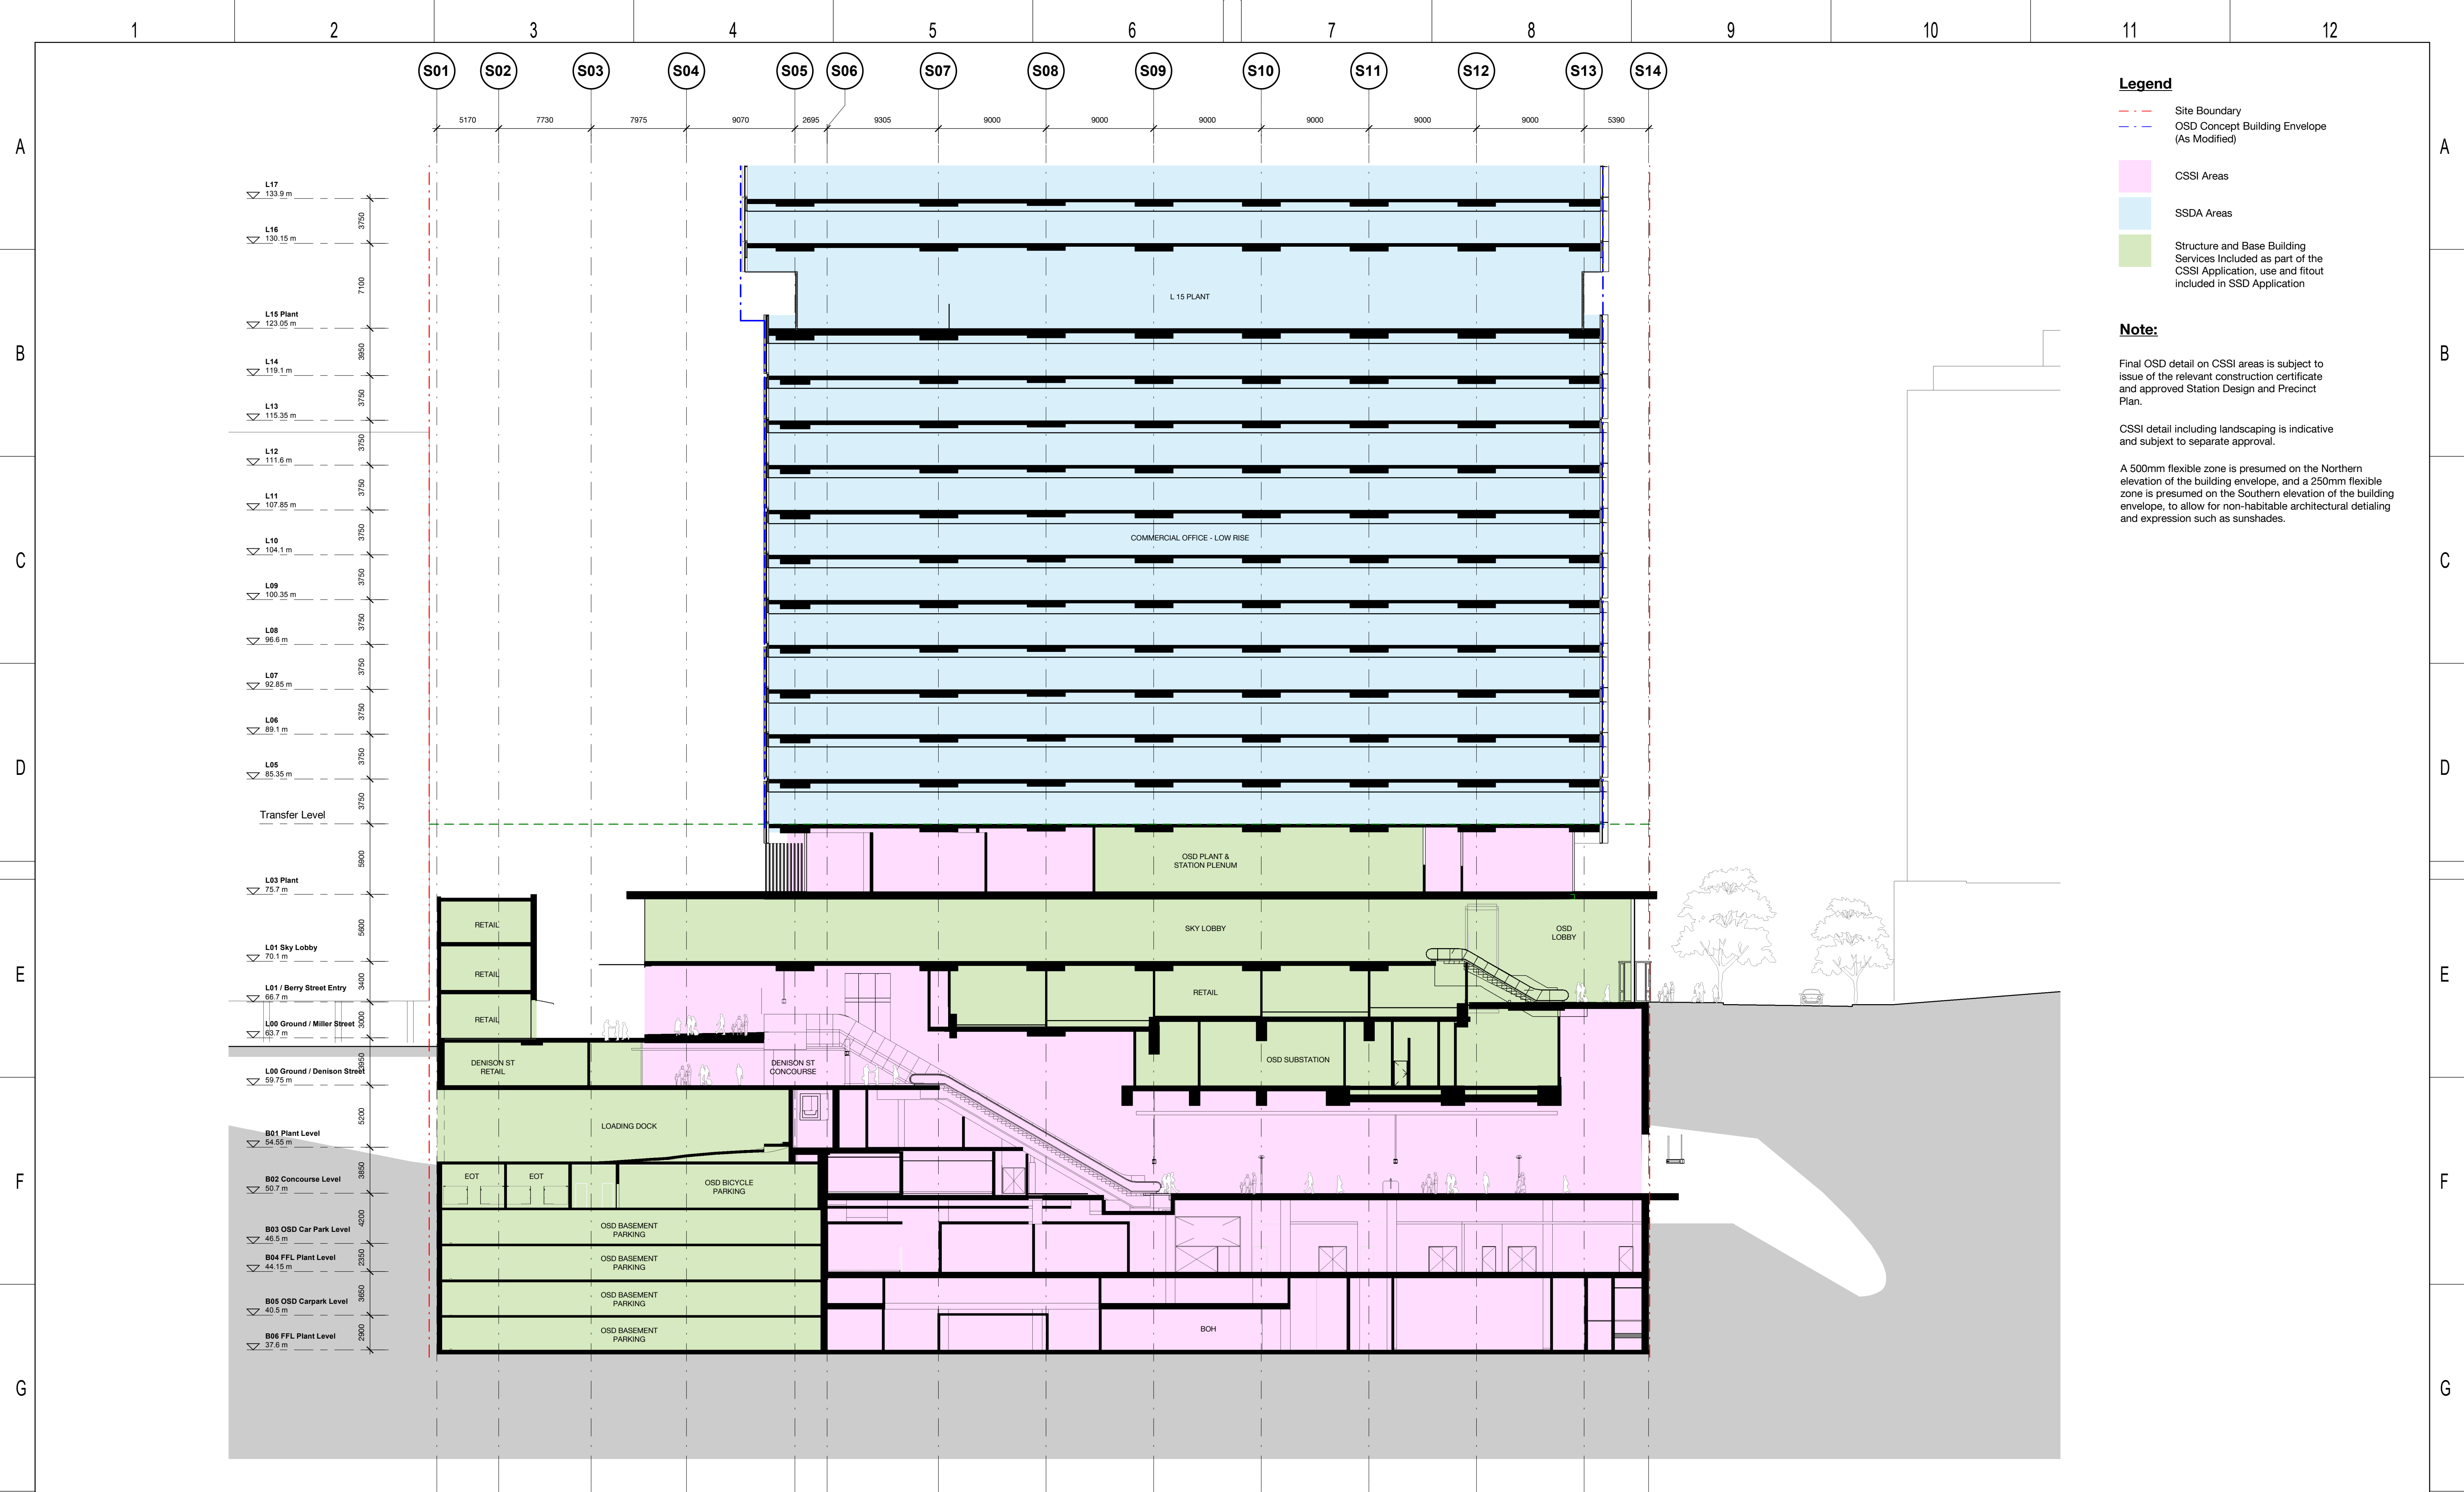 1 2 3 4 5 6 7 8 9 10 11 12
S01 S02 S03 S04 S05 S06 S07 S08 S09 S10 S11 S12 S13 S14
5170 7730 7975 9070 2695 9305 9000 9000 9000 9000 9000 9000 5390
A
B
C
D
E
F
G
A
B
C
D
E
F
G
Legend
Site Boundary
OSD Concept Building Envelope
(As Modified)
CSSI Areas
SSDA Areas
Structure and Base Building
Services Included as part of the
CSSI Application, use and fitout
included in SSD Application
Note:
Final OSD detail on CSSI areas is subject to
issue of the relevant construction certificate
and approved Station Design and Precinct
Plan.
CSSI detail including landscaping is indicative
and subjext to separate approval.
A 500mm flexible zone is presumed on the Northern
elevation of the building envelope, and a 250mm flexible
zone is presumed on the Southern elevation of the building
envelope, to allow for non-habitable architectural detialing
and expression such as sunshades.
L17
133.9 m
3750
L16
130.15 m
7100
L15 Plant
123.05 m
3950
L14
119.1 m
3750
L13
115.35 m
3750
L12
111.6 m
3750
L11
107.85 m
3750
L10
104.1 m
3750
L09
100.35 m
3750
L08
96.6 m
3750
L07
92.85 m
3750
L06
89.1 m
3750
L05
85.35 m
3750
Transfer Level
5900
L03 Plant
75.7 m
5600
L01 Sky Lobby
70.1 m
3400
L01 / Berry Street Entry
66.7 m
3000
L00 Ground / Miller Street
63.7 m
3950
L00 Ground / Denison Street
59.75 m
5200
B01 Plant Level
54.55 m
3850
B02 Concourse Level
50.7 m
4200
B03 OSD Car Park Level
46.5 m
2350
B04 FFL Plant Level
44.15 m
3650
B05 OSD Carpark Level
40.5 m
2900
B06 FFL Plant Level
37.6 m
L 15 PLANT
COMMERCIAL OFFICE - LOW RISE
OSD PLANT &
STATION PLENUM
RETAIL
SKY LOBBY
OSD
LOBBY
RETAIL
RETAIL
RETAIL
DENISON ST
RETAIL
DENISON ST
CONCOURSE
OSD SUBSTATION
LOADING DOCK
EOT
EOT
OSD BICYCLE
PARKING
OSD BASEMENT
PARKING
OSD BASEMENT
PARKING
OSD BASEMENT
PARKING
OSD BASEMENT
PARKING
BOH